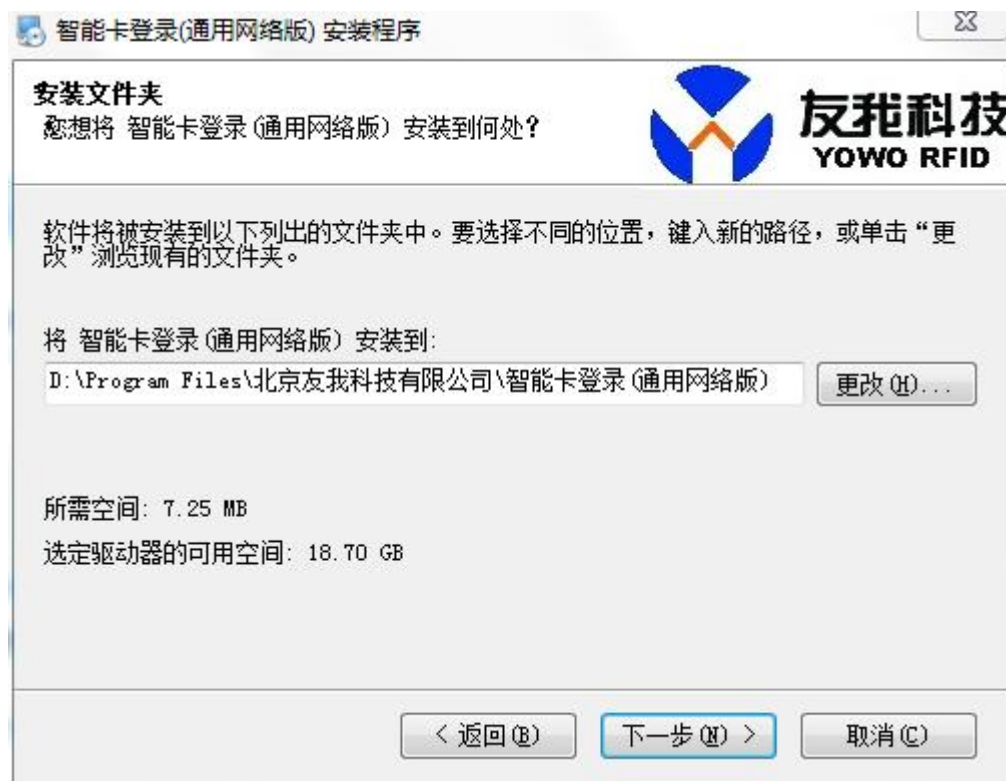 智能卡登录(通用网络版) 安装程序
安装文件夹
您想将 智能卡登录(通用网络版) 安装到何处?
友我科技
YOWO RFID
软件将被安装到以下列出的文件夹中。要选择不同的位置，键入新的路径，或单击“更
改”浏览现有的文件夹。
将 智能卡登录(通用网络版) 安装到:
D:\Program Files\北京友我科技有限公司\智能卡登录(通用网络版)
更改(H)...
所需空间: 7.25 MB
选定驱动器的可用空间: 18.70 GB
< 返回(B)
下一步(N) >
取消(C)